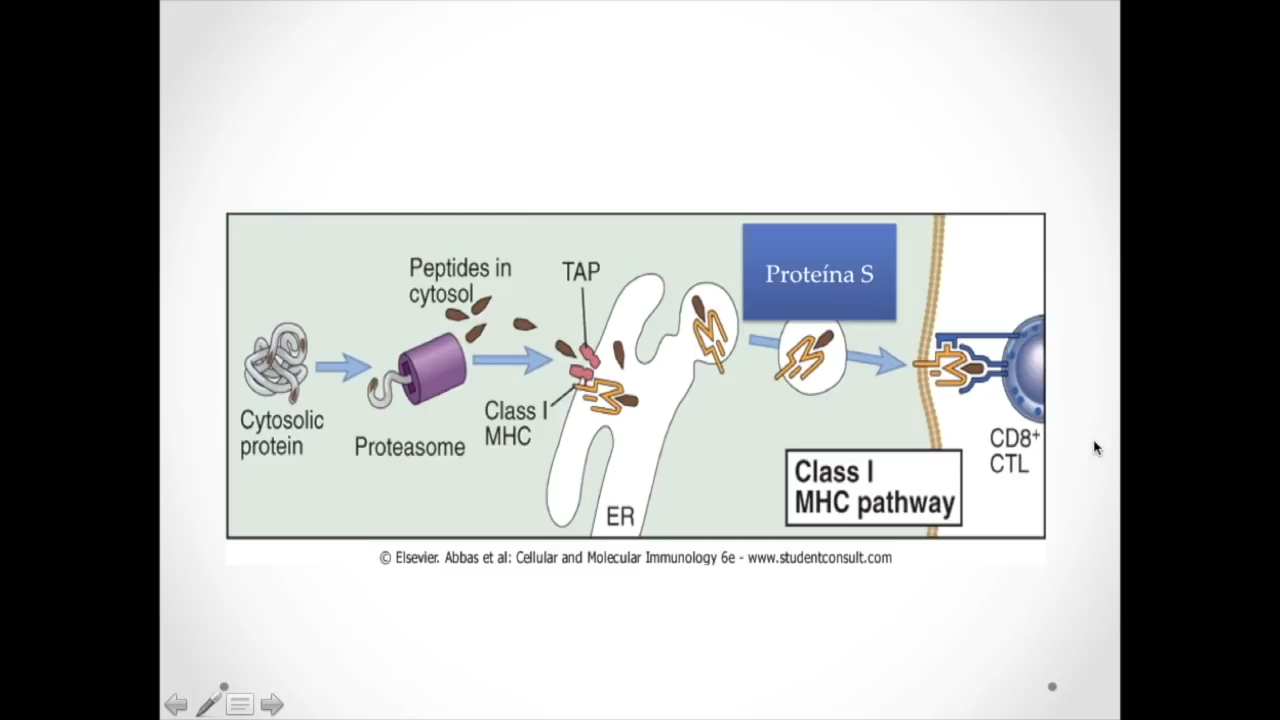 Peptides in
cytosol
TAP
Proteína S
Cytosolic
protein
Proteasome
Class I
MHC
ER
Class I
MHC pathway
CD8⁺
CTL
© Elsevier. Abbas et al: Cellular and Molecular Immunology 6e - www.studentconsult.com